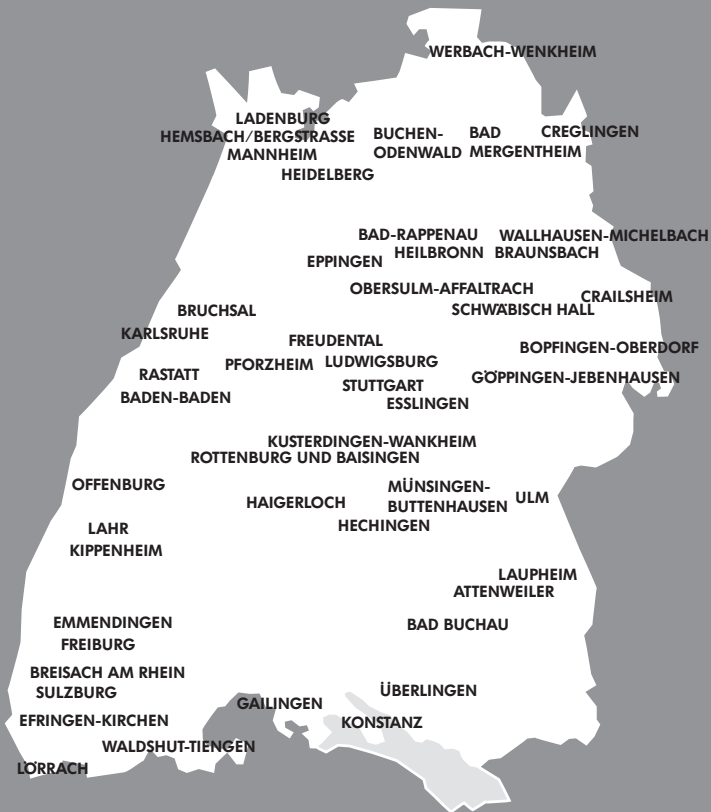 WERBACH-WENKHEIM
LADENBURG
HEMSBACH/BERGSTRASSE
MANNHEIM
HEIDELBERG
BUCHEN-
ODENWALD
BAD
MERGENTHEIM
CREGLINGEN
BAD-RAPPENAU
WALLHAUSEN-MICHELBACH
HEILBRONN
BRAUNSBACH
EPPINGEN
OBERSULM-AFFALTRACH
CRAILSHEIM
SCHWÄBISCH HALL
BRUCHSAL
KARLSRUHE
FREUDENTAL
BOPFINGEN-OBERDORF
PFORZHEIM
LUDWIGSBURG
RASTATT
GÖPPINGEN-JEBENHAUSEN
STUTTGART
BADEN-BADEN
ESSLINGEN
KUSTERDINGEN-WANKHEIM
ROTTENBURG UND BAISINGEN
OFFENBURG
MÜNSINGEN-
BUTTENHAUSEN
ULM
HAIGERLOCH
HECHINGEN
LAHR
KIPPENHEIM
LAUPHEIM
ATTENWEILER
EMMENDINGEN
BAD BUCHAU
FREIBURG
BREISACH AM RHEIN
SULZBURG
ÜBERLINGEN
GAILINGEN
EFRINGEN-KIRCHEN
KONSTANZ
WALDSHUT-TIENGEN
LÖRRACH